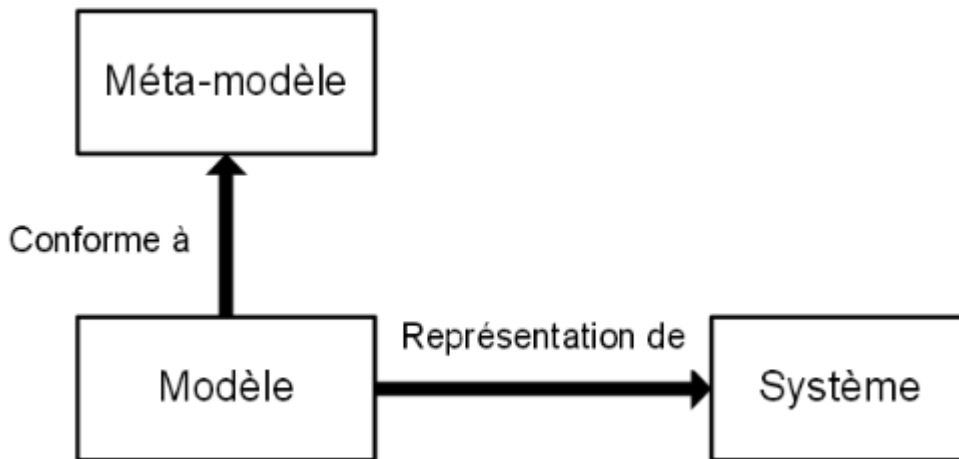 Méta-modèle
Conforme à
Représentation de
Modèle
Système